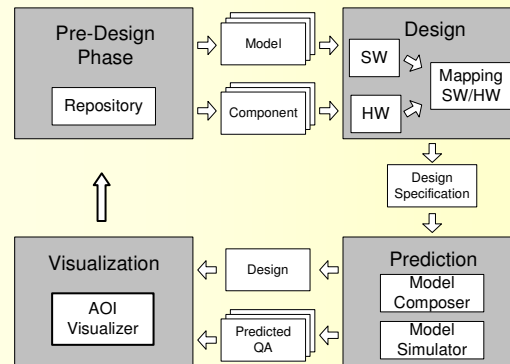 Pre-Design
Phase
Repository
Model
Component
Design
SW
HW
Mapping
SW/HW
Design
Specification
Visualization
AOI
Visualizer
Design
Predicted
QA
Prediction
Model
Composer
Model
Simulator